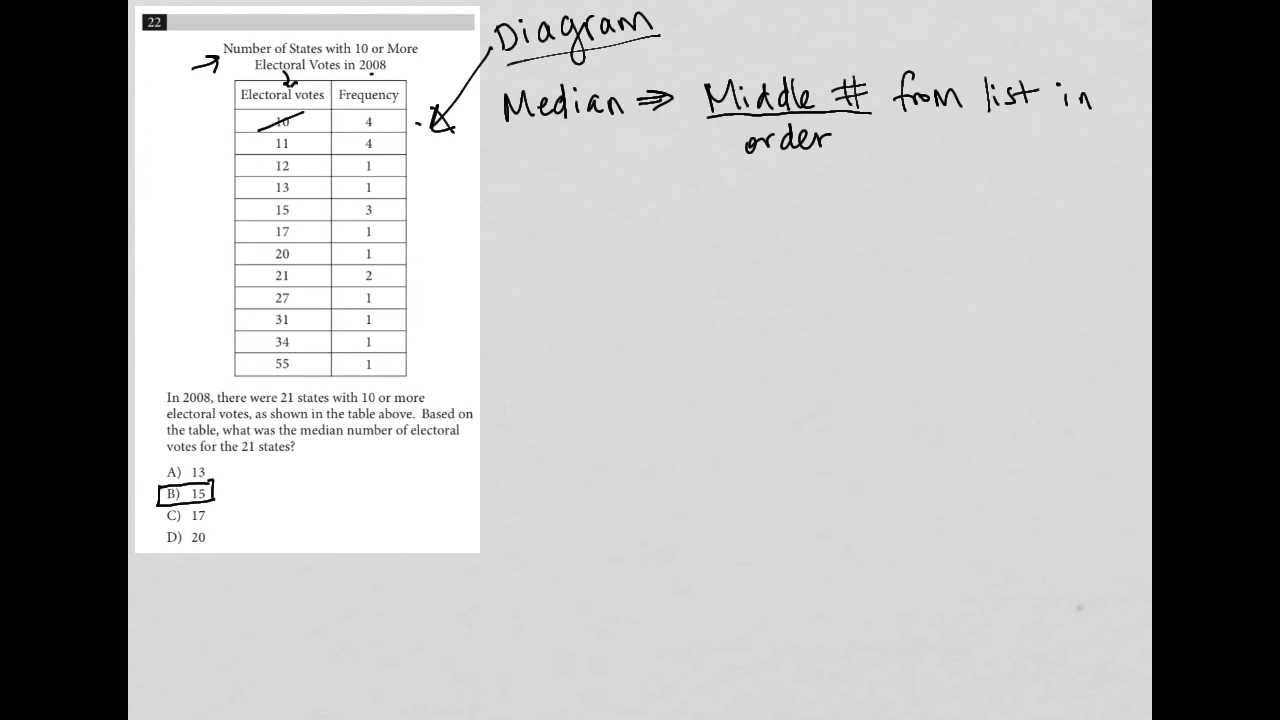 22
Number of States with 10 or More
Electoral Votes in 2008
Electoral votes Frequency
10 4
11 4
12 1
13 1
15 3
17 1
20 1
21 2
27 1
31 1
34 1
55 1
In 2008, there were 21 states with 10 or more
electoral votes, as shown in the table above. Based on
the table, what was the median number of electoral
votes for the 21 states?
A) 13
B) 15
C) 17
D) 20
Diagram
Median ⇒ Middle # from list in
order